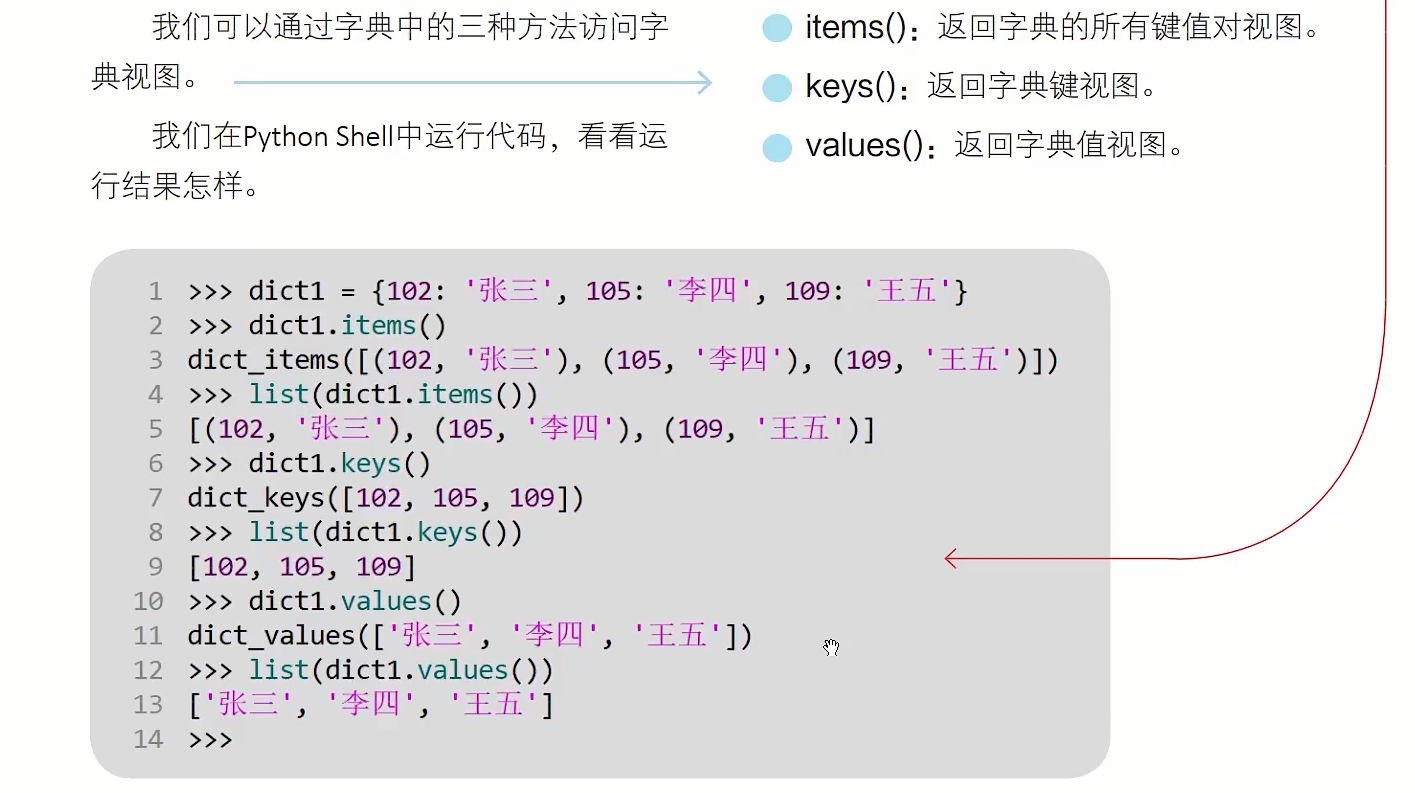 我们可以通过字典中的三种方法访问字
典视图。
我们在Python Shell中运行代码，看看运
行结果怎样。
items()：返回字典的所有键值对视图。
keys()：返回字典键视图。
values()：返回字典值视图。
1 >>> dict1 = {102: '张三', 105: '李四', 109: '王五'}
2 >>> dict1.items()
3 dict_items([(102, '张三'), (105, '李四'), (109, '王五')])
4 >>> list(dict1.items())
5 [(102, '张三'), (105, '李四'), (109, '王五')]
6 >>> dict1.keys()
7 dict_keys([102, 105, 109])
8 >>> list(dict1.keys())
9 [102, 105, 109]
10 >>> dict1.values()
11 dict_values(['张三', '李四', '王五'])
12 >>> list(dict1.values())
13 ['张三', '李四', '王五']
14 >>>